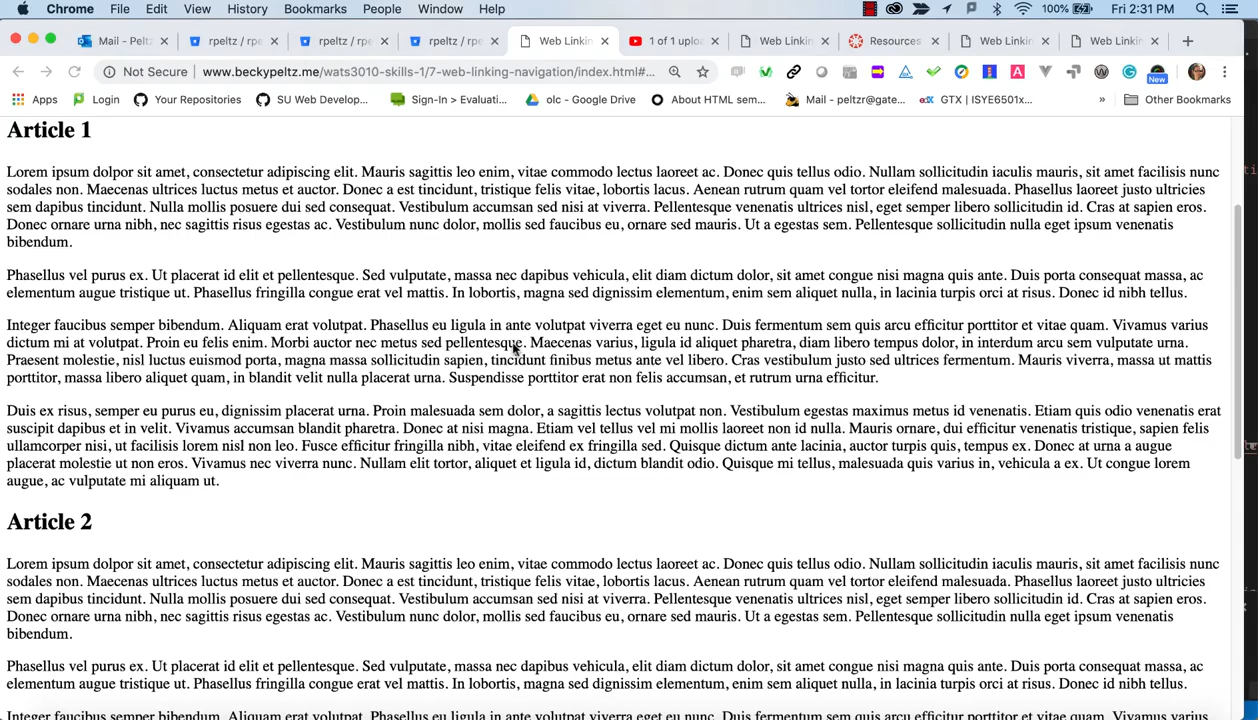 Chrome File Edit View History Bookmarks People Window Help 100% Fri 2:31 PM
Mail - Peltz rpeltz / rpe rpeltz / rpe rpeltz / rpe Web Linkin 1 of 1 uploa Web Linkin Resources Web Linkin Web Linkin
Not Secure www.beckypeltz.me/wats3010-skills-1/7-web-linking-navigation/index.html#... New
Apps Login Your Repositories SU Web Develop... Sign-In > Evaluati... olc - Google Drive About HTML sem... Mail - peltzr@gate... GTX | ISYE6501x... » Other Bookmarks
Article 1
Lorem ipsum dolpor sit amet, consectetur adipiscing elit. Mauris sagittis leo enim, vitae commodo lectus laoreet ac. Donec quis tellus odio. Nullam sollicitudin iaculis mauris, sit amet facilisis nunc
sodales non. Maecenas ultrices luctus metus et auctor. Donec a est tincidunt, tristique felis vitae, lobortis lacus. Aenean rutrum quam vel tortor eleifend malesuada. Phasellus laoreet justo ultricies
sem dapibus tincidunt. Nulla mollis posuere dui sed consequat. Vestibulum accumsan sed nisi at viverra. Pellentesque venenatis ultrices nisl, eget semper libero sollicitudin id. Cras at sapien eros.
Donec ornare urna nibh, nec sagittis risus egestas ac. Vestibulum nunc dolor, mollis sed faucibus eu, ornare sed mauris. Ut a egestas sem. Pellentesque sollicitudin nulla eget ipsum venenatis
bibendum.
Phasellus vel purus ex. Ut placerat id elit et pellentesque. Sed vulputate, massa nec dapibus vehicula, elit diam dictum dolor, sit amet congue nisi magna quis ante. Duis porta consequat massa, ac
elementum augue tristique ut. Phasellus fringilla congue erat vel mattis. In lobortis, magna sed dignissim elementum, enim sem aliquet nulla, in lacinia turpis orci at risus. Donec id nibh tellus.
Integer faucibus semper bibendum. Aliquam erat volutpat. Phasellus eu ligula in ante volutpat viverra eget eu nunc. Duis fermentum sem quis arcu efficitur porttitor et vitae quam. Vivamus varius
dictum mi at volutpat. Proin eu felis enim. Morbi auctor nec metus sed pellentesque. Maecenas varius, ligula id aliquet pharetra, diam libero tempus dolor, in interdum arcu sem vulputate urna.
Praesent molestie, nisl luctus euismod porta, magna massa sollicitudin sapien, tincidunt finibus metus ante vel libero. Cras vestibulum justo sed ultrices fermentum. Mauris viverra, massa ut mattis
porttitor, massa libero aliquet quam, in blandit velit nulla placerat urna. Suspendisse porttitor erat non felis accumsan, et rutrum urna efficitur.
Duis ex risus, semper eu purus eu, dignissim placerat urna. Proin malesuada sem dolor, a sagittis lectus volutpat non. Vestibulum egestas maximus metus id venenatis. Etiam quis odio venenatis erat
suscipit dapibus et in velit. Vivamus accumsan blandit pharetra. Donec at nisi magna. Etiam vel tellus vel mi mollis laoreet non id nulla. Mauris ornare, dui efficitur venenatis tristique, sapien felis
ullamcorper nisi, ut facilisis lorem nisl non leo. Fusce efficitur fringilla nibh, vitae eleifend ex fringilla sed. Quisque dictum ante lacinia, auctor turpis quis, tempus ex. Donec at urna a augue
placerat molestie ut non eros. Vivamus nec viverra nunc. Nullam elit tortor, aliquet et ligula id, dictum blandit odio. Quisque mi tellus, malesuada quis varius in, vehicula a ex. Ut congue lorem
augue, ac vulputate mi aliquam ut.
Article 2
Lorem ipsum dolpor sit amet, consectetur adipiscing elit. Mauris sagittis leo enim, vitae commodo lectus laoreet ac. Donec quis tellus odio. Nullam sollicitudin iaculis mauris, sit amet facilisis nunc
sodales non. Maecenas ultrices luctus metus et auctor. Donec a est tincidunt, tristique felis vitae, lobortis lacus. Aenean rutrum quam vel tortor eleifend malesuada. Phasellus laoreet justo ultricies
sem dapibus tincidunt. Nulla mollis posuere dui sed consequat. Vestibulum accumsan sed nisi at viverra. Pellentesque venenatis ultrices nisl, eget semper libero sollicitudin id. Cras at sapien eros.
Donec ornare urna nibh, nec sagittis risus egestas ac. Vestibulum nunc dolor, mollis sed faucibus eu, ornare sed mauris. Ut a egestas sem. Pellentesque sollicitudin nulla eget ipsum venenatis
bibendum.
Phasellus vel purus ex. Ut placerat id elit et pellentesque. Sed vulputate, massa nec dapibus vehicula, elit diam dictum dolor, sit amet congue nisi magna quis ante. Duis porta consequat massa, ac
elementum augue tristique ut. Phasellus fringilla congue erat vel mattis. In lobortis, magna sed dignissim elementum, enim sem aliquet nulla, in lacinia turpis orci at risus. Donec id nibh tellus.
Integer faucibus semper bibendum. Aliquam erat volutpat. Phasellus eu ligula in ante volutpat viverra eget eu nunc. Duis fermentum sem quis arcu efficitur porttitor et vitae quam. Vivamus varius